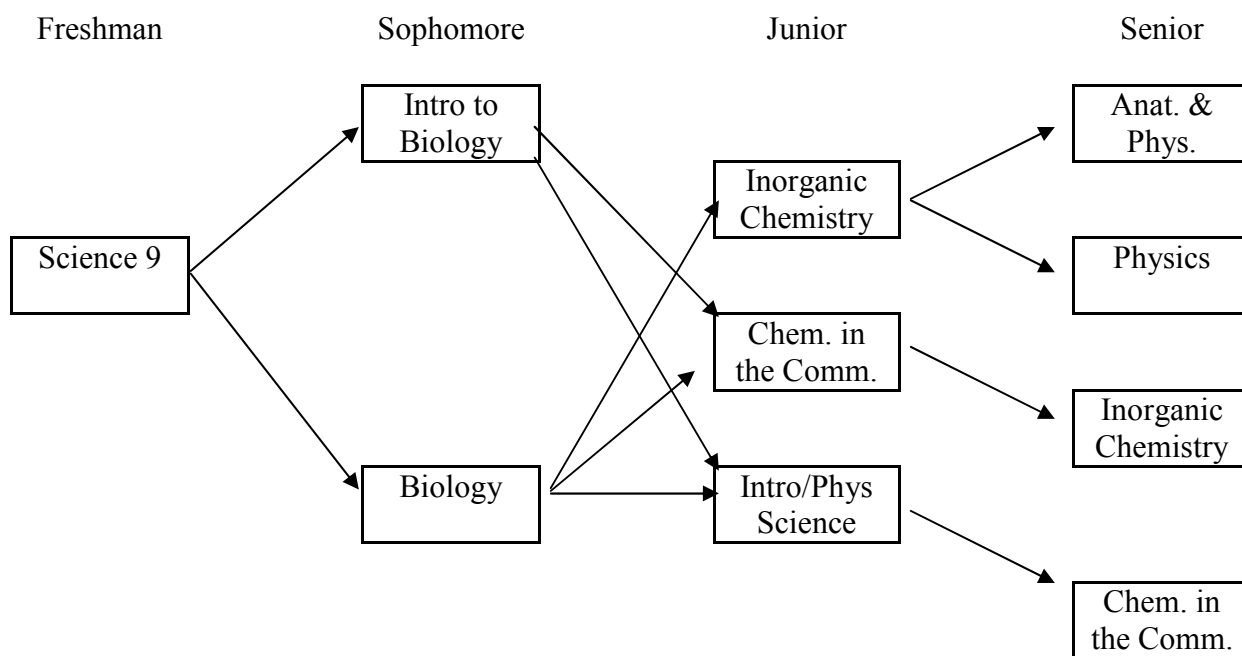 Freshman
Sophomore
Junior
Senior
Science 9
Intro to
Biology
Biology
Inorganic
Chemistry
Chem. in
the Comm.
Intro/Phys
Science
Anat. &
Phys.
Physics
Inorganic
Chemistry
Chem. in
the Comm.